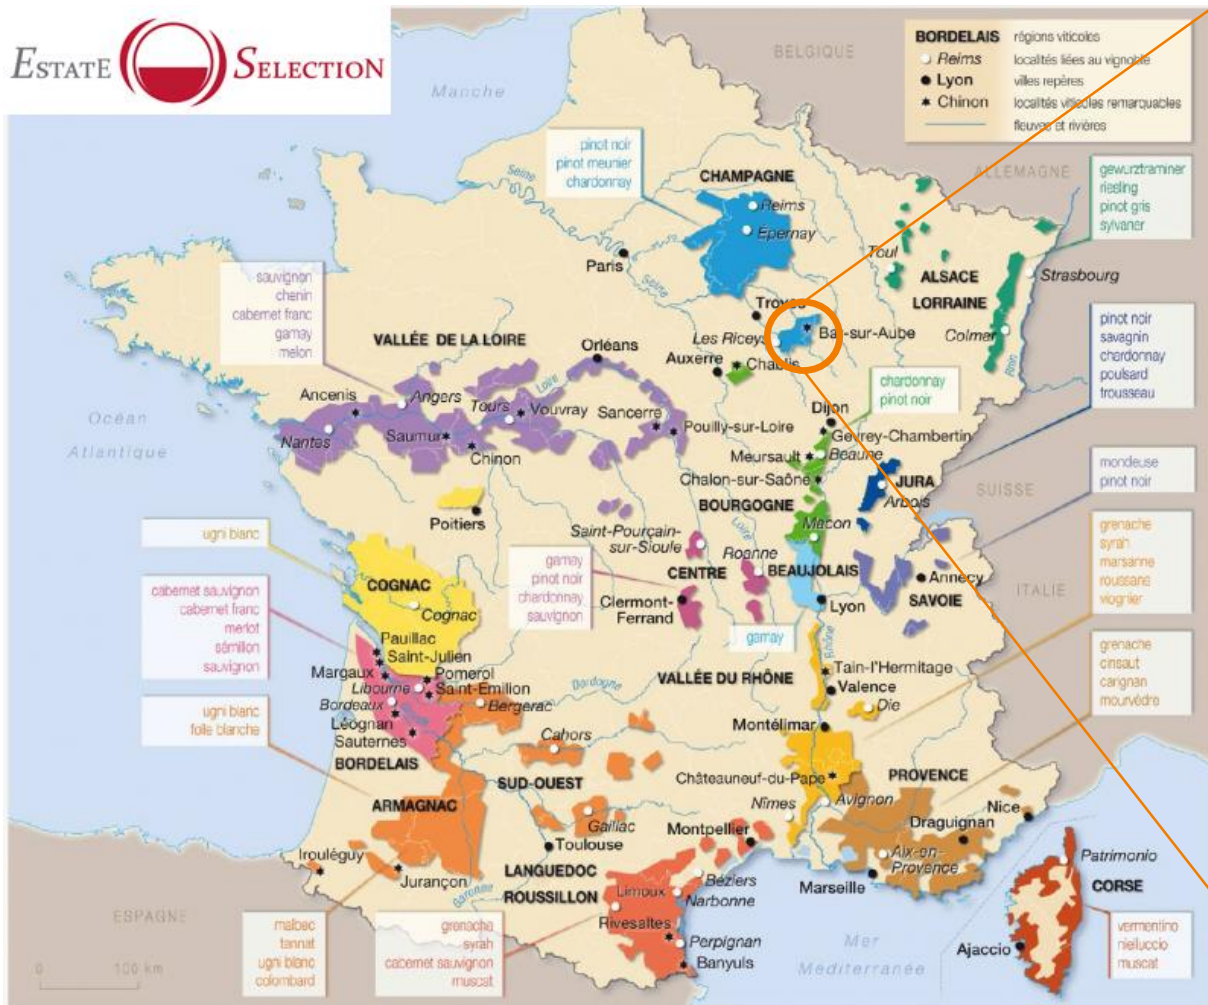 ESTATE SELECTION
BELGIQUE
BORDELAIS régions viticoles
Reims localités liées au vignoble
Lyon villes repères
Chinon localités viticoles remarquables
fleuves et rivières
Manche
pinot noir
pinot meunier
chardonnay
CHAMPAGNE
Reims
Épernay
Seine
Marne
Paris
Seine
ALLEMAGNE
gewurztraminer
riesling
pinot gris
sylvaner
Toul
ALSACE
LORRAINE
Strasbourg
Colmar
Rhin
Troyes
Les Riceys
Bar-sur-Aube
Auxerre
Chablis
sauvignon
chenin
cabernet franc
gamay
melon
VALLÉE DE LA LOIRE
Orléans
Loire
Ancenis
Angers
Tours
Vouvray
Sancerre
Pouilly-sur-Loire
Nantes
Saumur
Chinon
Océan
Atlantique
pinot noir
savagnin
chardonnay
poulsard
trousseau
chardonnay
pinot noir
Dijon
Gevrey-Chambertin
Meursault
Beaune
Chalon-sur-Saône
BOURGOGNE
Mâcon
JURA
Arbois
SUISSE
mondeuse
pinot noir
Poitiers
Saint-Pourçain-
sur-Sioule
Loire
Roanne
CENTRE
BEAUJOLAIS
Clermont-
Ferrand
Lyon
Annecy
SAVOIE
ITALIE
grenache
syrah
marsanne
roussane
viognier
ugni blanc
COGNAC
Cognac
gamay
pinot noir
chardonnay
sauvignon
gamay
cabernet sauvignon
cabernet franc
merlot
sémillon
sauvignon
Pauillac
Saint-Julien
Margaux
Pomerol
Libourne
Saint-Emilion
Bordeaux
Bergerac
Léognan
Sauternes
BORDELAIS
Dordogne
Rhône
VALLÉE DU RHÔNE
Tain-l'Hermitage
Valence
Die
Montélimar
grenache
cinsaut
carignan
mourvèdre
ugni blanc
folle blanche
Cahors
SUD-OUEST
ARMAGNAC
Gaillac
Toulouse
Châteauneuf-du-Pape
PROVENCE
Nîmes
Avignon
Nice
Draguignan
Montpellier
Aix-en-
Provence
Marseille
Irouléguy
Jurançon
Garonne
LANGUEDOC
ROUSSILLON
Limoux
Béziers
Narbonne
Rivesaltes
Perpignan
Banyuls
Patrimonio
CORSE
Ajaccio
ESPAGNE
malbec
tannat
ugni blanc
colombard
grenache
syrah
cabernet sauvignon
muscat
Mer
Mediterranée
vermentino
nielluccio
muscat
0 100 km